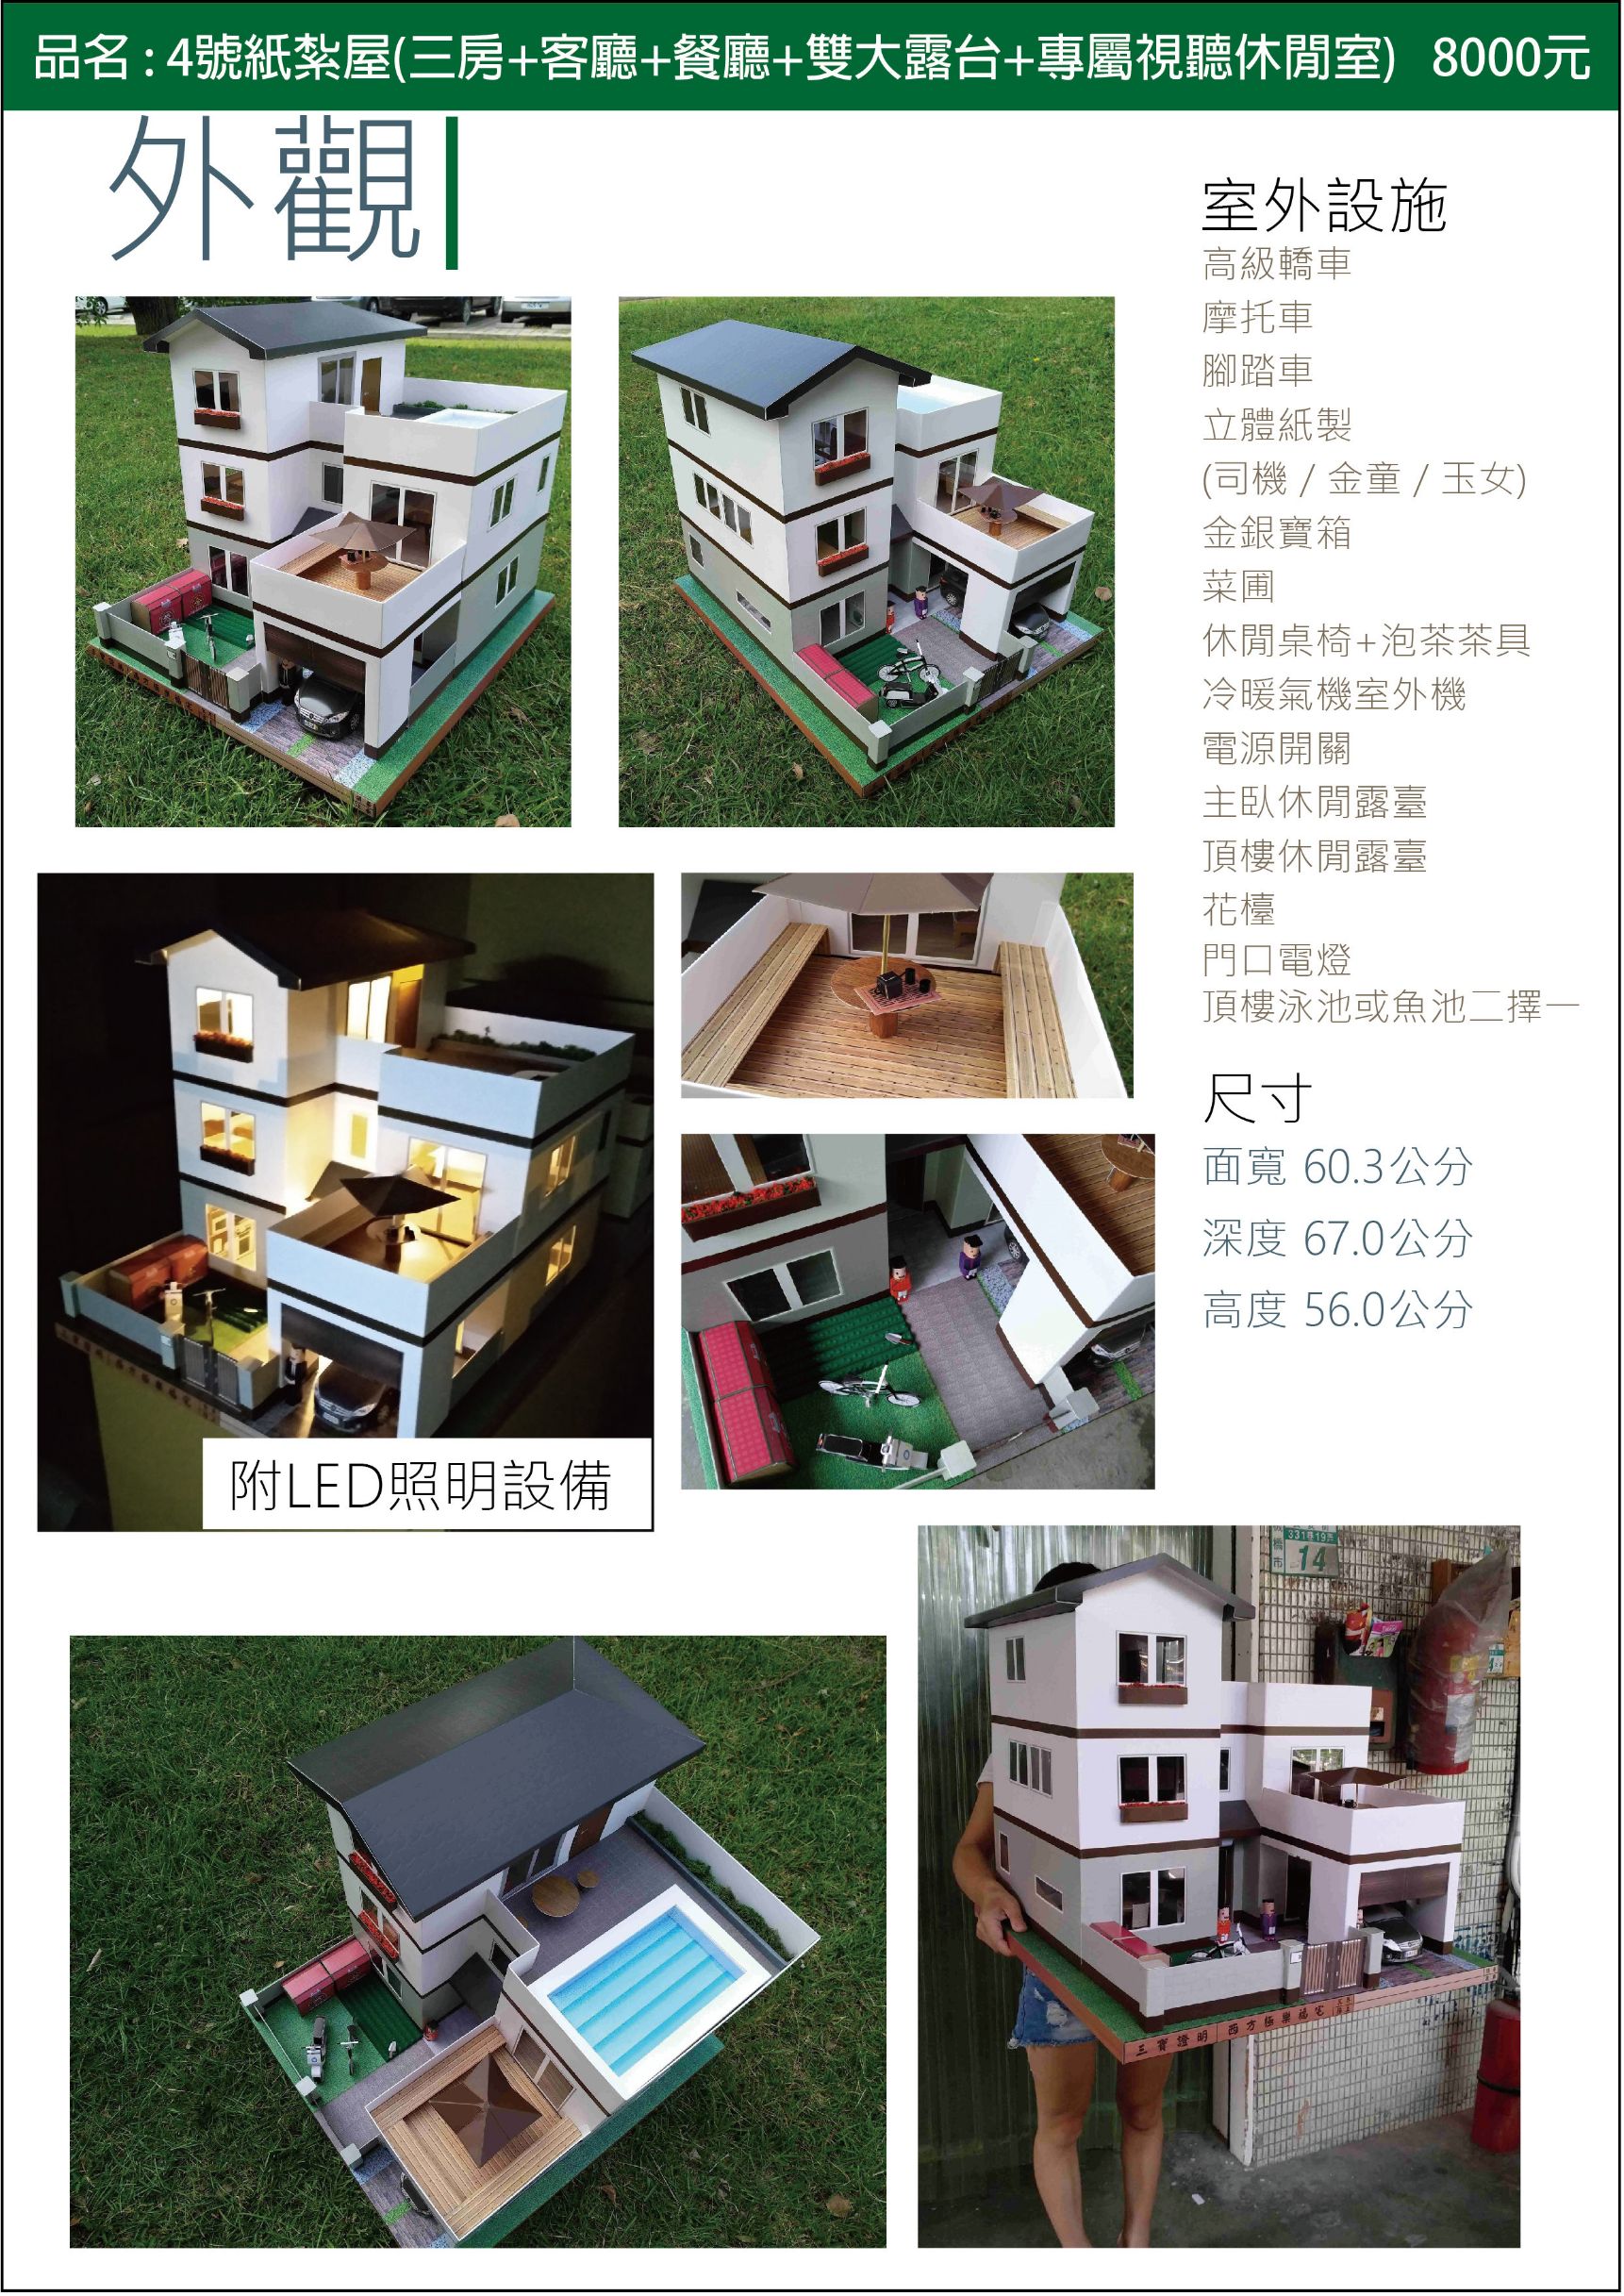 品名 : 4號紙紮屋(三房+客廳+餐廳+雙大露台+專屬視聽休閒室) 8000元
外觀
室外設施
高級轎車
摩托車
腳踏車
立體紙製
(司機 / 金童 / 玉女)
金銀寶箱
菜圃
休閒桌椅+泡茶茶具
冷暖氣機室外機
電源開關
主臥休閒露臺
頂樓休閒露臺
花檯
門口電燈
頂樓泳池或魚池二擇一
尺寸
面寬 60.3公分
深度 67.0公分
高度 56.0公分
附LED照明設備
331巷19弄
14
三寶證明
西方極樂福宅